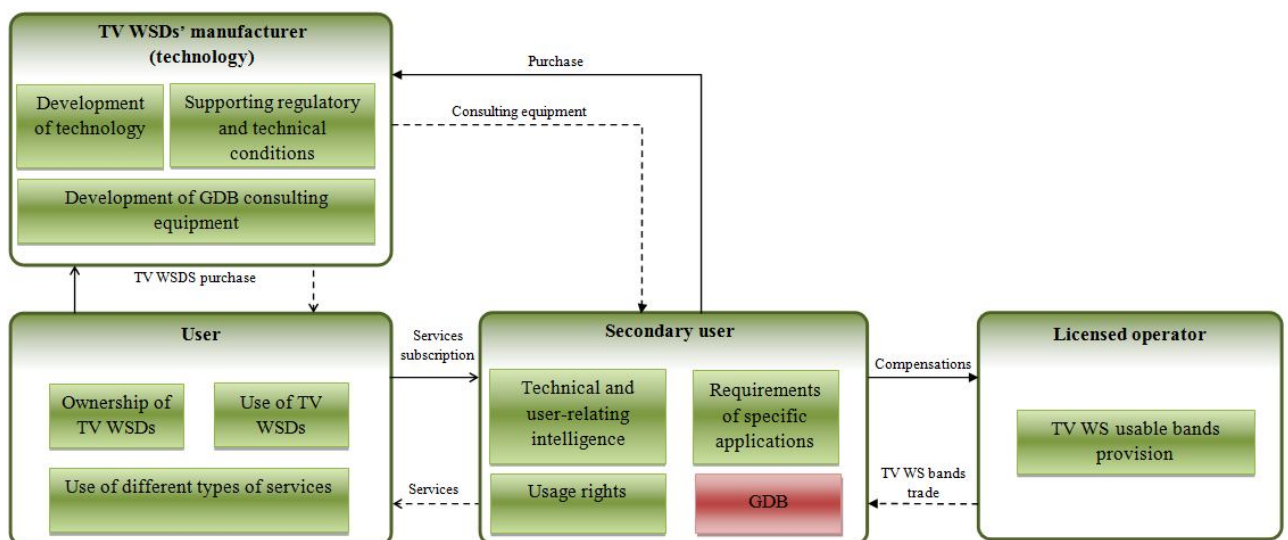 TV WSDs' manufacturer
(technology)
Development
of technology
Supporting regulatory
and technical
conditions
Development of GDB consulting
equipment
Purchase
Consulting equipment
TV WSDS purchase
User
Ownership of
TV WSDs
Use of TV
WSDs
Use of different types of services
Services
subscription
Services
Secondary user
Technical and
user-relating
intelligence
Requirements
of specific
applications
Usage rights
GDB
Compensations
TV WS bands
trade
Licensed operator
TV WS usable bands
provision